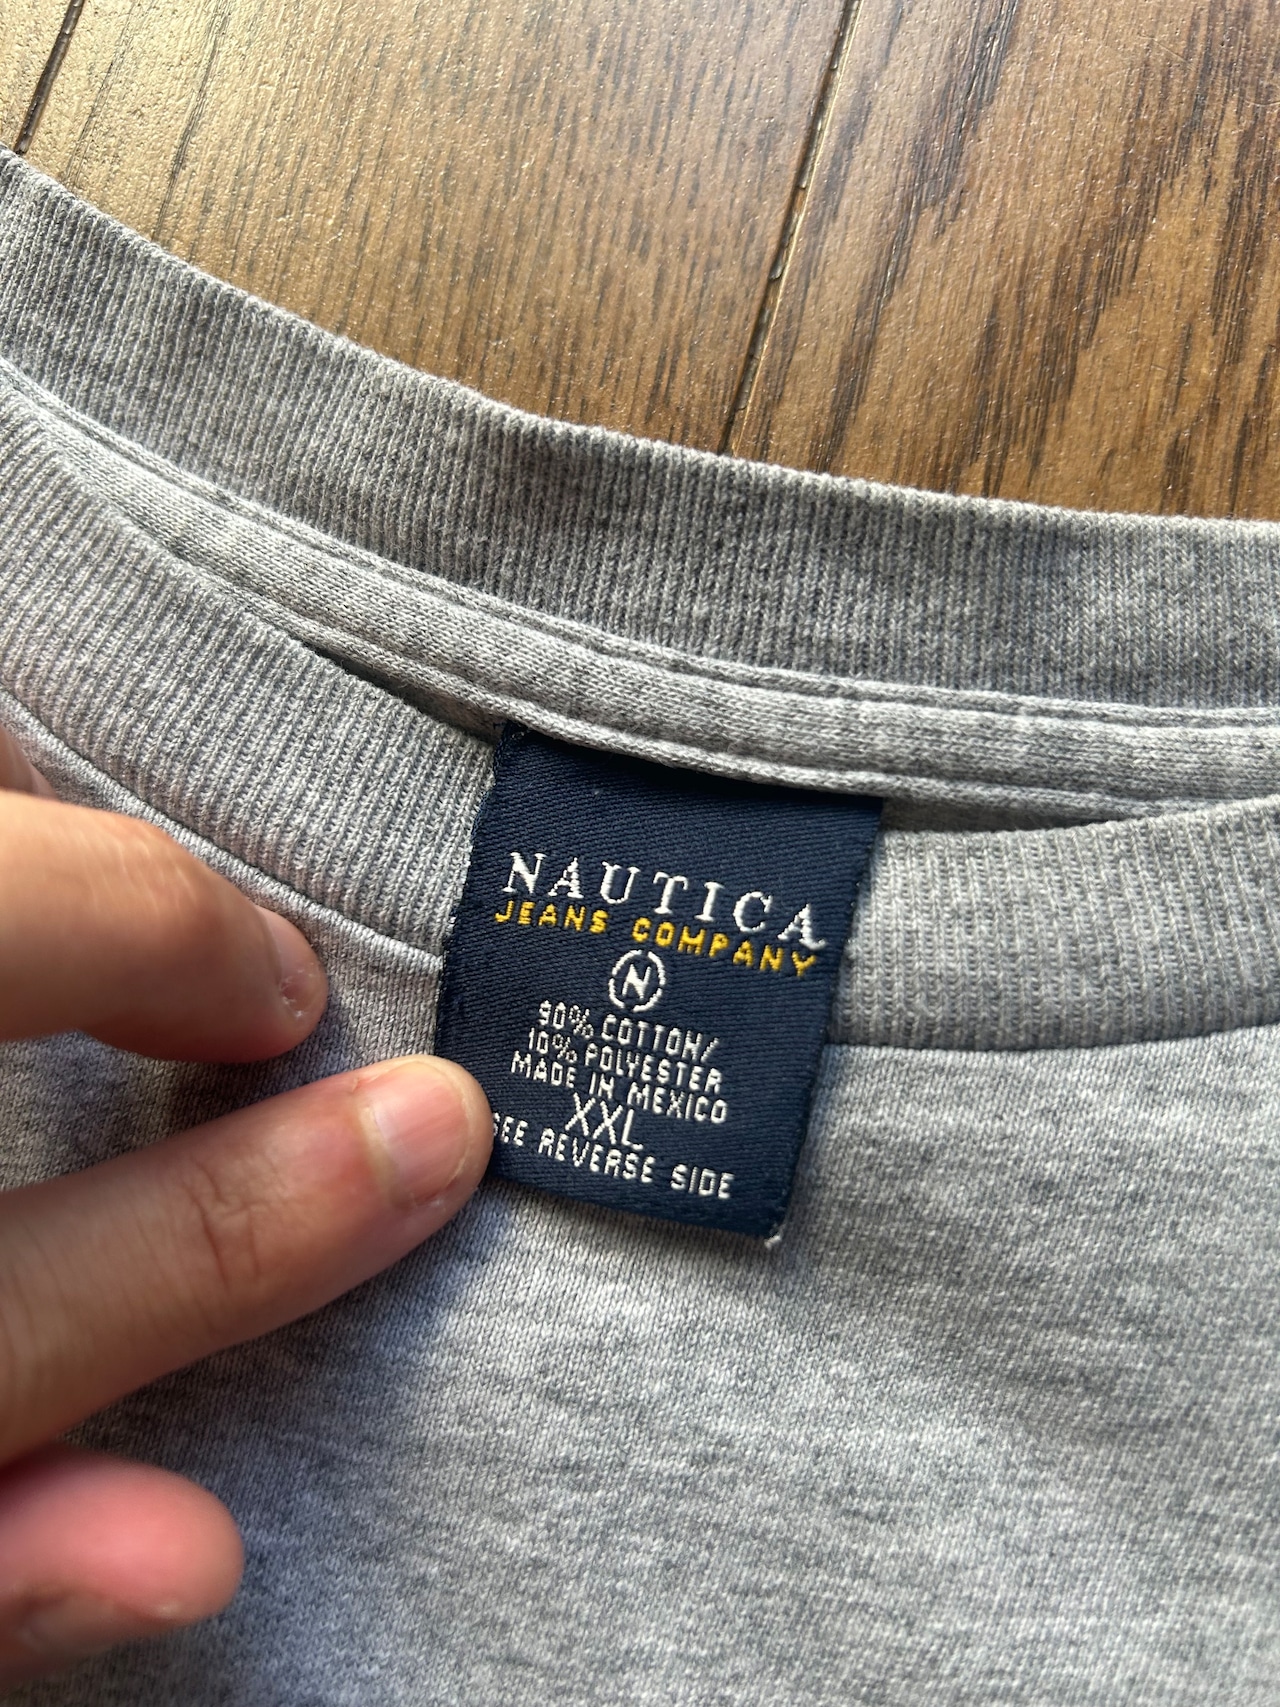 NAUTICA
JEANS COMPANY
N
90% COTTON/
10% POLYESTER
MADE IN MEXICO
XXL
SEE REVERSE SIDE